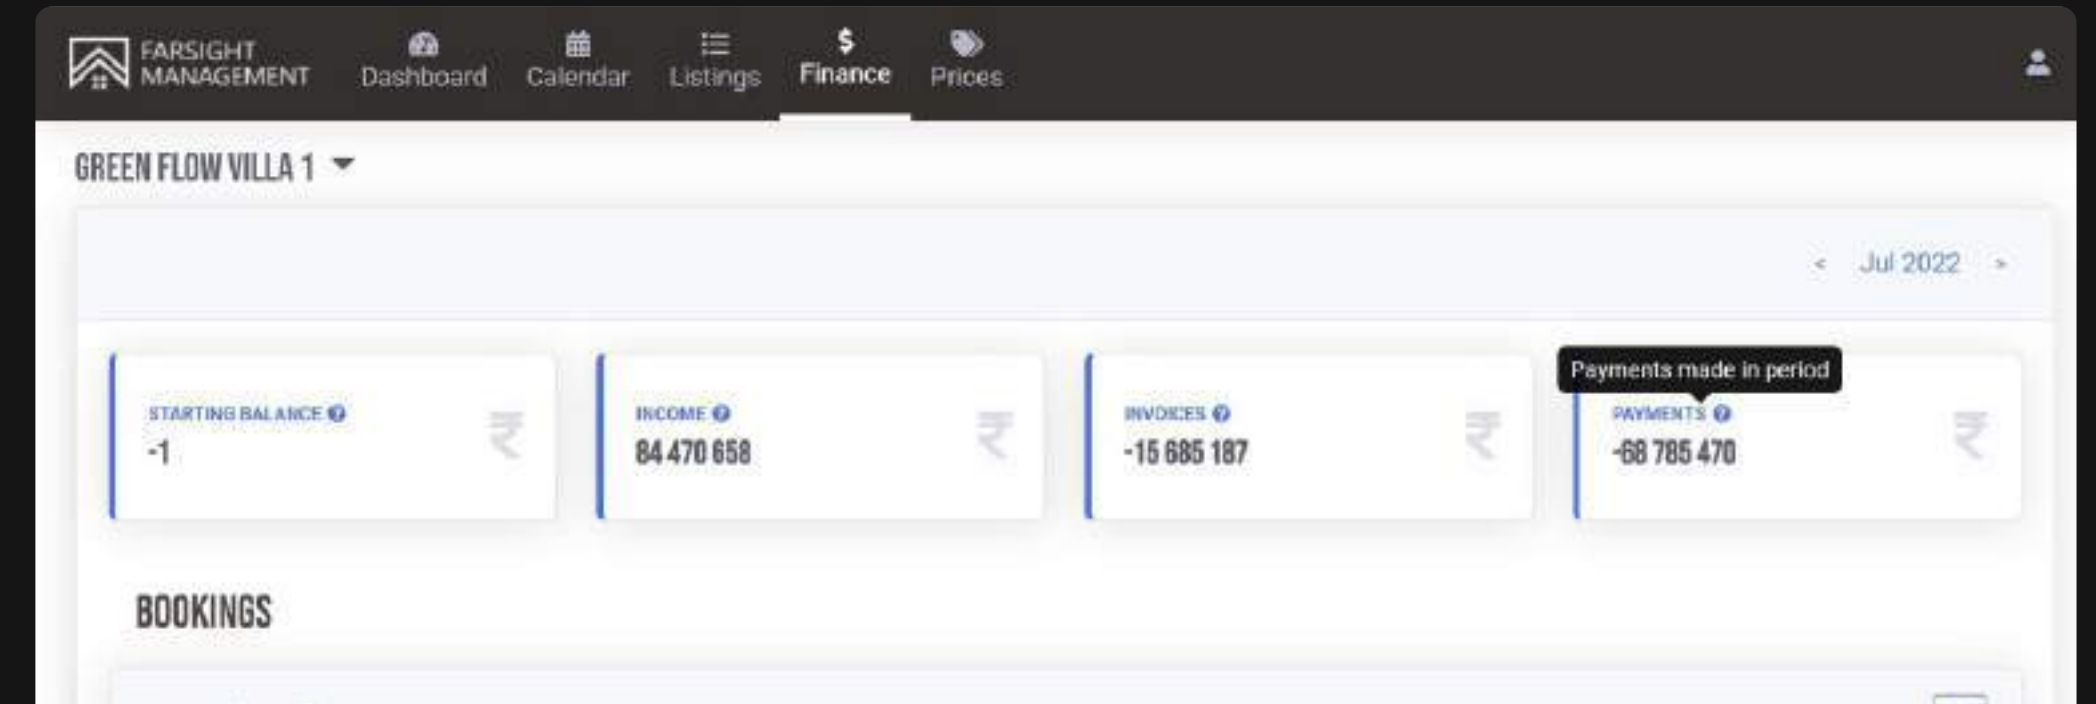 FARSIGHT
MANAGEMENT
Dashboard
Calendar
Listings
$
Finance
Prices
GREEN FLOW VILLA 1
< Jul 2022 >
Payments made in period
STARTING BALANCE ?
-1
₹
INCOME ?
84 470 658
₹
INVOICES ?
-15 685 187
₹
PAYMENTS ?
-68 785 470
₹
BOOKINGS